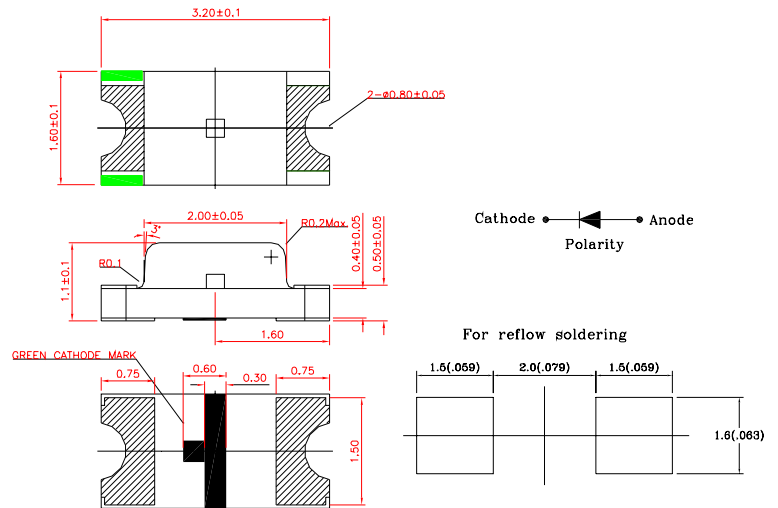 3.20±0.1
1.60±0.1
2-ø0.80±0.05
2.00±0.05
R0.2Max
3°
R0.1
1.1±0.1
0.40±0.05
0.50±0.05
1.60
Cathode
Anode
Polarity
For reflow soldering
GREEN CATHODE MARK
0.75
0.60
0.30
0.75
1.50
1.5(.059)
2.0(.079)
1.5(.059)
1.6(.063)